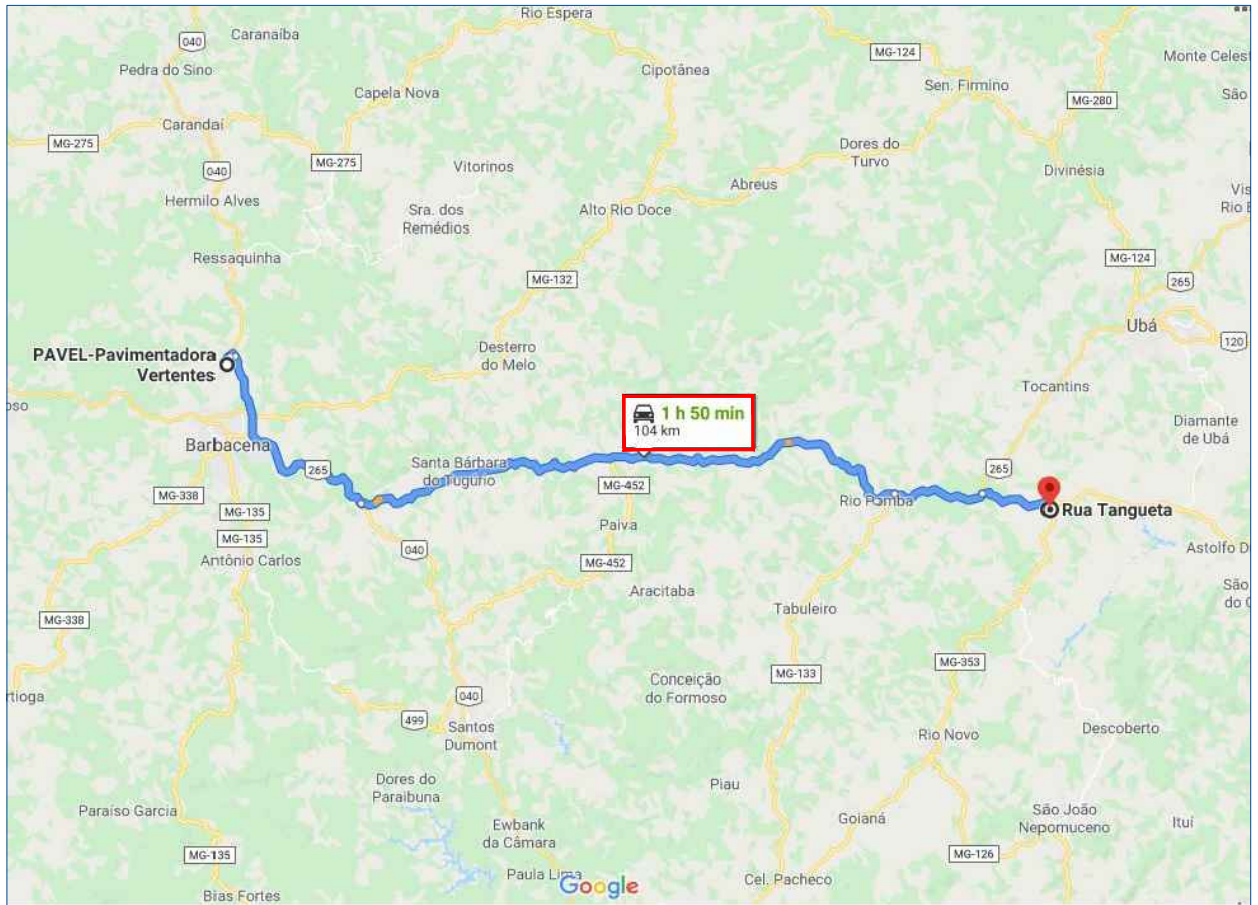 Rio Espera
040
Caranaíba
MG-124
Monte Celest
Pedra do Sino
Cipotânea
Capela Nova
Sen. Firmino
São
MG-280
Carandaí
MG-275
MG-275
Vitorinos
Dores do
Turvo
Divinésia
040
Abreus
Vis
Rio B
Hermilo Alves
Sra. dos
Remédios
Alto Rio Doce
Ressaquinha
MG-124
MG-132
265
Ubá
120
PAVEL-Pavimentadora
Vertentes
Desterro
do Melo
Tocantins
oso
1 h 50 min
104 km
Diamante
de Ubá
Barbacena
265
Santa Bárbara
do Tugúrio
265
MG-338
MG-452
Rio Pomba
MG-135
Rua Tangueta
Paiva
MG-135
040
Astolfo D
Antônio Carlos
MG-452
Aracitaba
São
do G
MG-338
Tabuleiro
MG-353
Conceição
do Formoso
MG-133
rtioga
040
499
Santos
Dumont
Rio Novo
Descoberto
Dores do
Paraibuna
Piau
Paraíso Garcia
São João
Nepomuceno
Goianá
Ituí
Ewbank
da Câmara
MG-135
MG-126
Paula Lima
Google
Cel. Pacheco
Bias Fortes